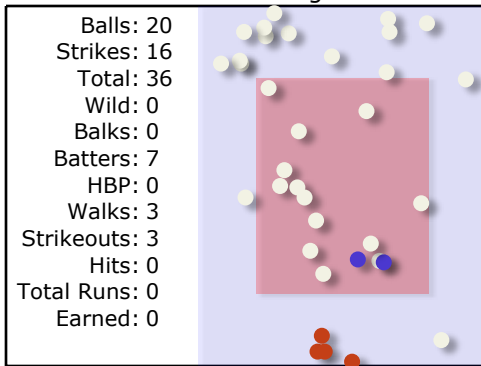 Balls: 20
Strikes: 16
Total: 36
Wild: 0
Balks: 0
Batters: 7
HBP: 0
Walks: 3
Strikeouts: 3
Hits: 0
Total Runs: 0
Earned: 0